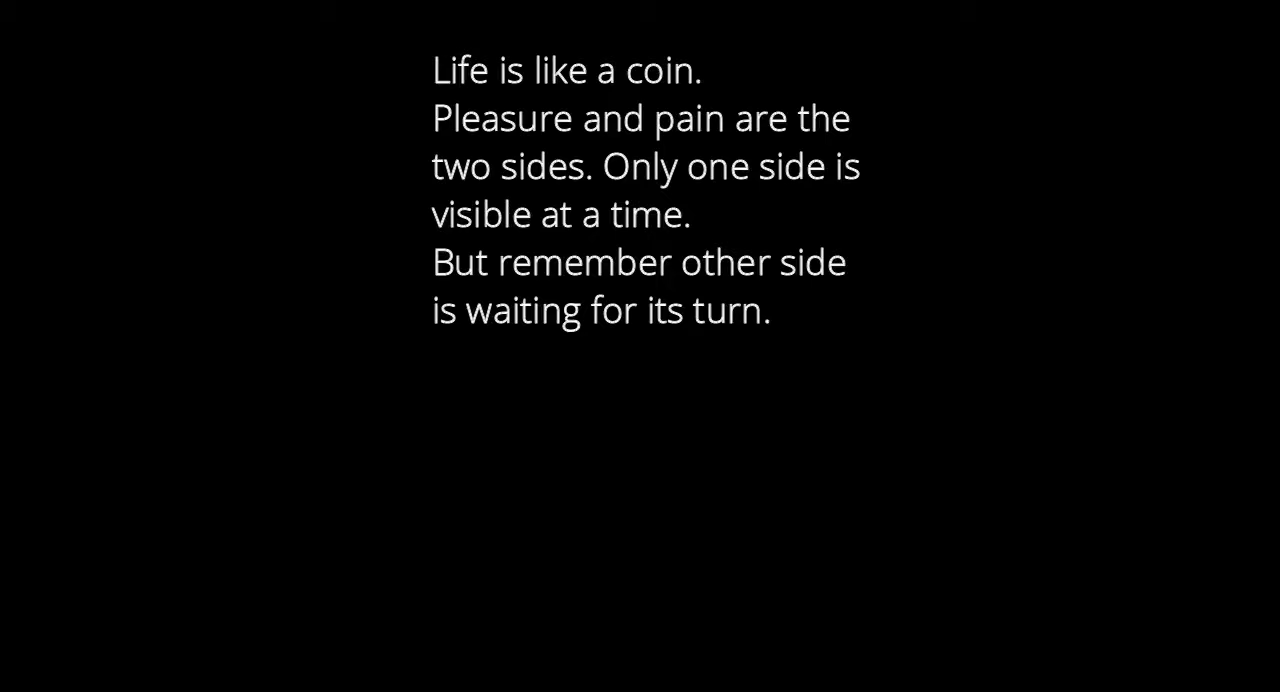 Life is like a coin.
Pleasure and pain are the
two sides. Only one side is
visible at a time.
But remember other side
is waiting for its turn.